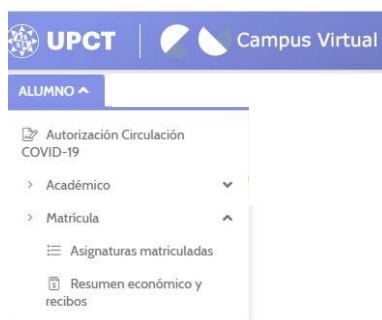 UPCT Campus Virtual
ALUMNO
Autorización Circulación
COVID-19
Académico
Matrícula
Asignaturas matriculadas
Resumen económico y
recibos